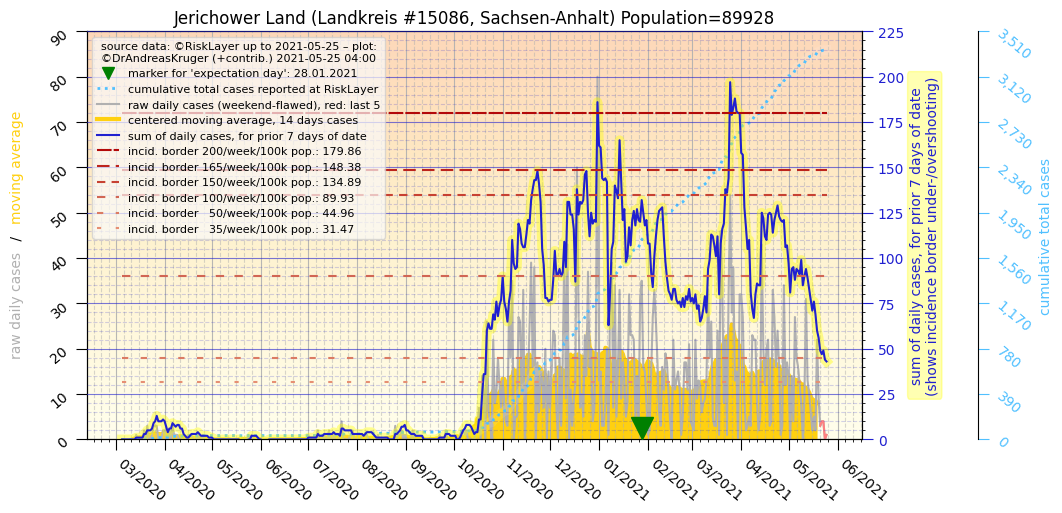 Jerichower Land (Landkreis #15086, Sachsen-Anhalt) Population=89928
source data: ©RiskLayer up to 2021-05-25 – plot:
©DrAndreasKruger (+contrib.) 2021-05-25 04:00
marker for 'expectation day': 28.01.2021
cumulative total cases reported at RiskLayer
raw daily cases (weekend-flawed), red: last 5
centered moving average, 14 days cases
sum of daily cases, for prior 7 days of date
incid. border 200/week/100k pop.: 179.86
incid. border 165/week/100k pop.: 148.38
incid. border 150/week/100k pop.: 134.89
incid. border 100/week/100k pop.: 89.93
incid. border 50/week/100k pop.: 44.96
incid. border 35/week/100k pop.: 31.47
raw daily cases / moving average
90
80
70
60
50
40
30
20
10
0
03/2020
04/2020
05/2020
06/2020
07/2020
08/2020
09/2020
10/2020
11/2020
12/2020
01/2021
02/2021
03/2021
04/2021
05/2021
06/2021
225
200
175
150
125
100
75
50
25
0
sum of daily cases, for prior 7 days of date
(shows incidence border under-/overshooting)
3,510
3,120
2,730
2,340
1,950
1,560
1,170
780
390
0
cumulative total cases